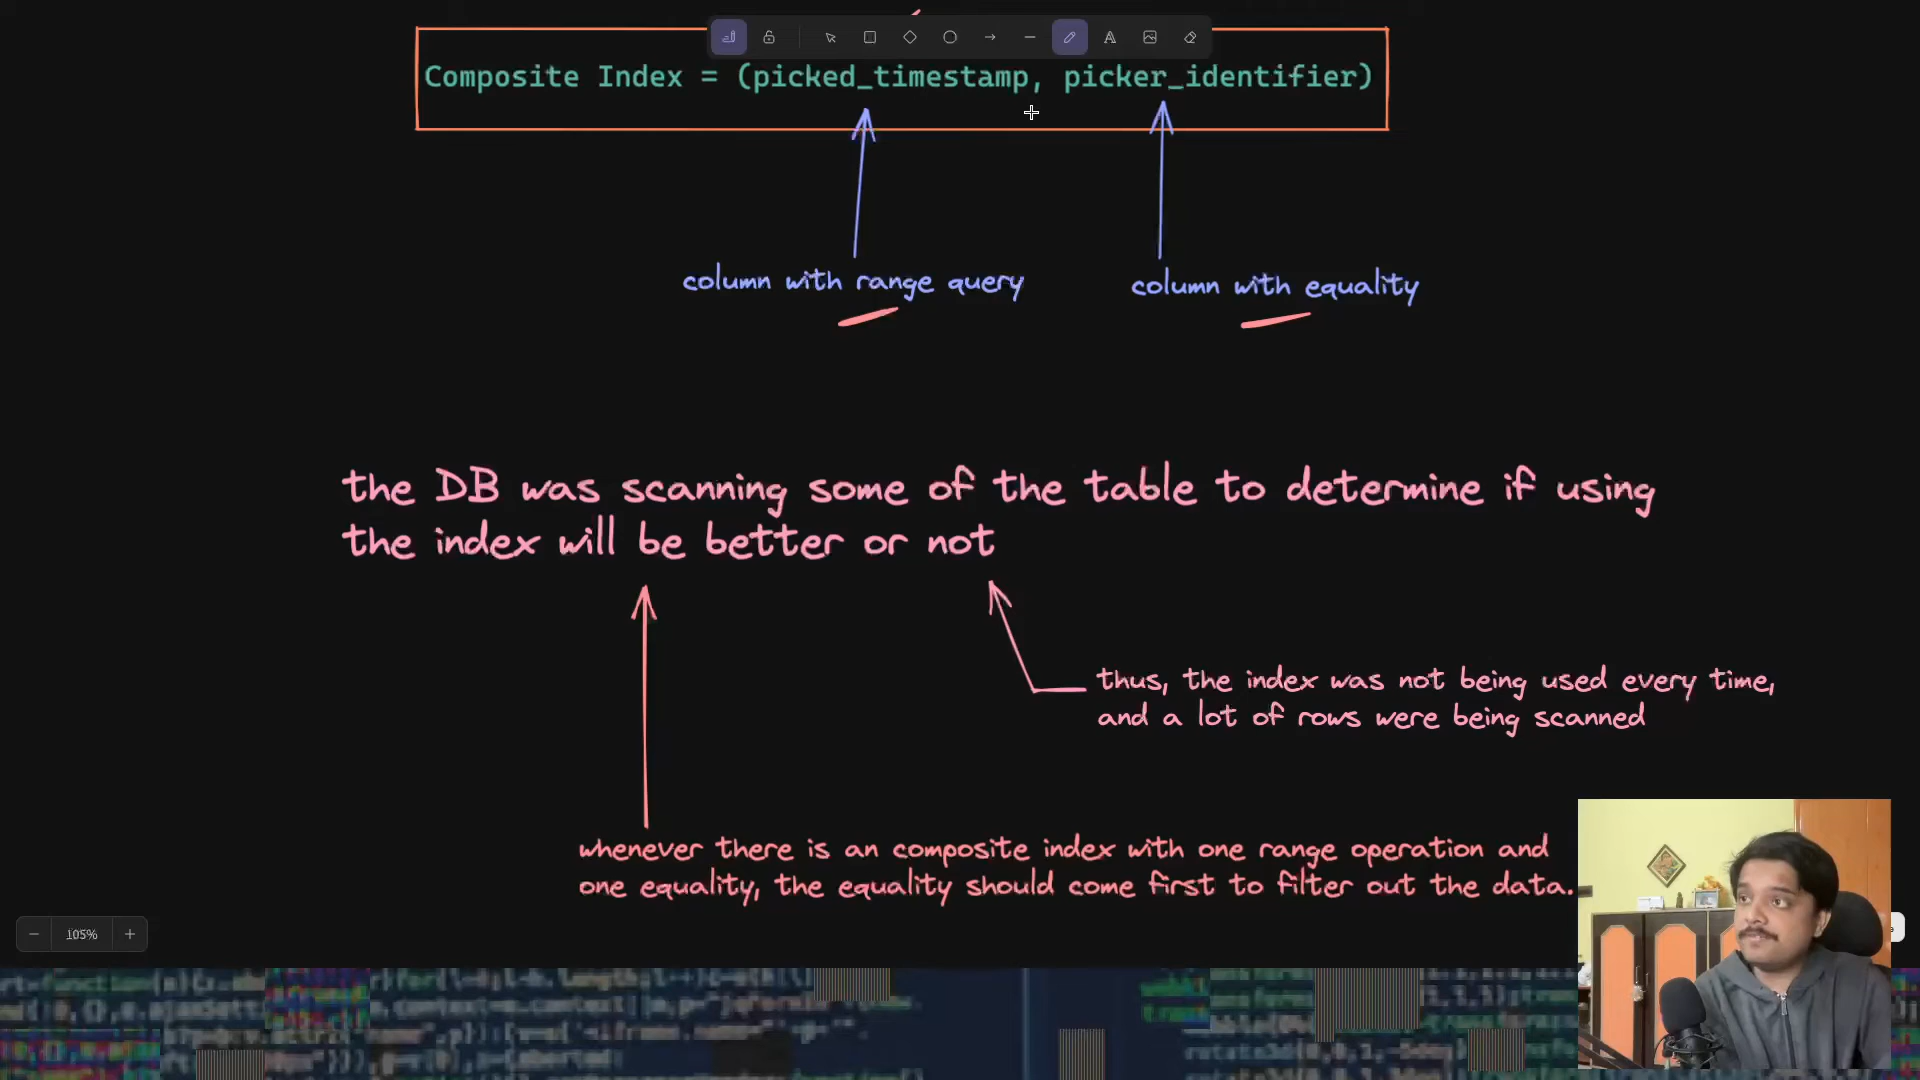 Composite Index = (picked_timestamp, picker_identifier)
column with range query
column with equality
the DB was scanning some of the table to determine if using
the index will be better or not
thus, the index was not being used every time,
and a lot of rows were being scanned
whenever there is an composite index with one range operation and
one equality, the equality should come first to filter out the data.
105%